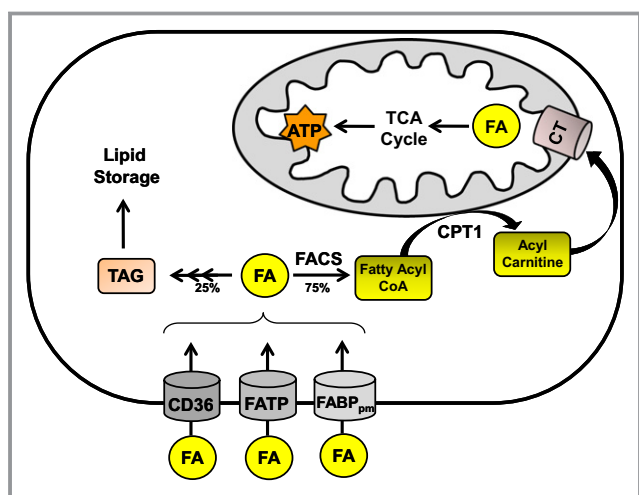 ATP
TCA
Cycle
FA
CT
Lipid
Storage
CPT1
Acyl
Carnitine
TAG
25%
FA
FACS
75%
Fatty Acyl
CoA
CD36
FATP
FABPpm
FA
FA
FA